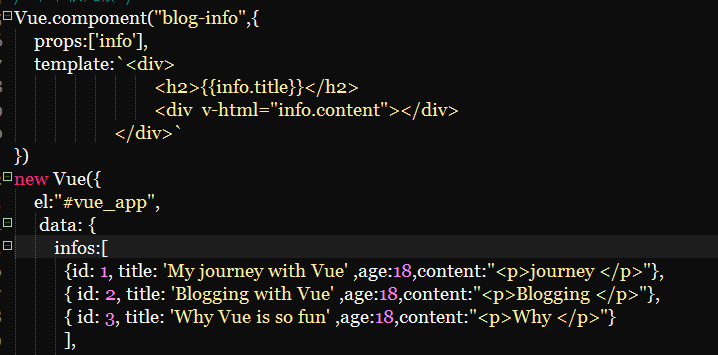 Vue.component("blog-info",{
props:['info'],
template:`<div>
<h2>{{info.title}}</h2>
<div  v-html="info.content"></div>
</div>`
})
new Vue({
el:"#vue_app",
data: {
infos:[
{id: 1, title: 'My journey with Vue' ,age:18,content:"<p>journey </p>"},
{ id: 2, title: 'Blogging with Vue' ,age:18,content:"<p>Blogging </p>"},
{ id: 3, title: 'Why Vue is so fun' ,age:18,content:"<p>Why </p>"}
],